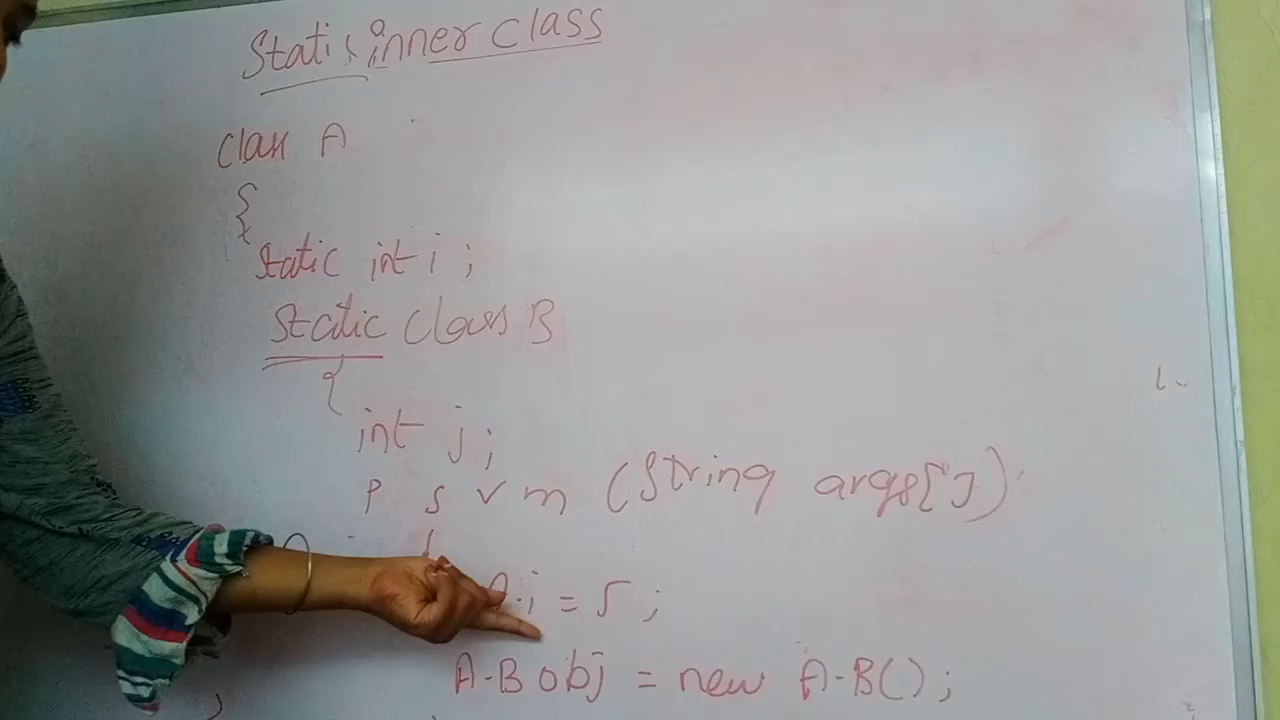 Static inner class
class A
{
static int i ;
static class B
{
int j ;
P S V m (String args[])
{
A.i = 5 ;
A.B obj = new A.B() ;